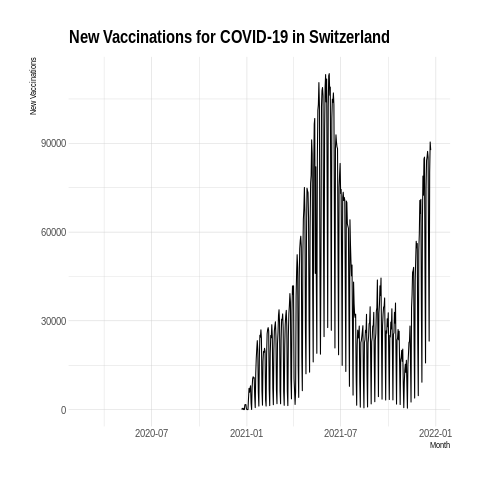 New Vaccinations for COVID-19 in Switzerland
New Vaccinations
90000
60000
30000
0
2020-07 2021-01 2021-07 2022-01
Month